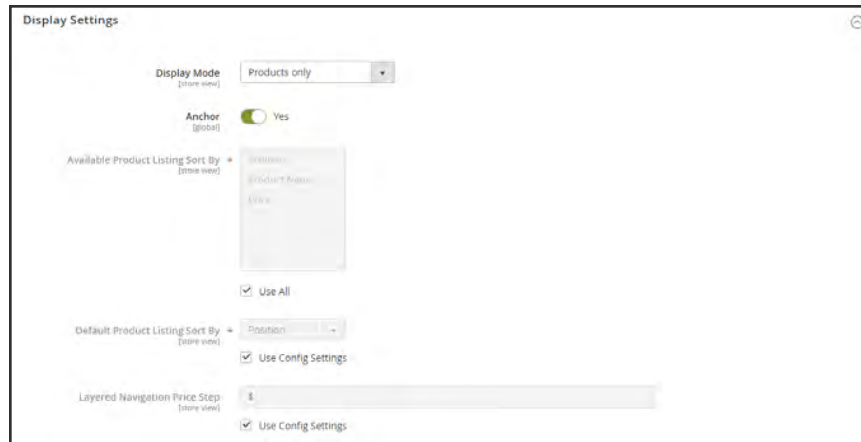 Display Settings
Display Mode
[store view]
Products only
Anchor
[global]
Yes
Available Product Listing Sort By *
[store view]
Position
Product Name
Price
Use All
Default Product Listing Sort By *
[store view]
Position
Use Config Settings
Layered Navigation Price Step
[store view]
$
Use Config Settings